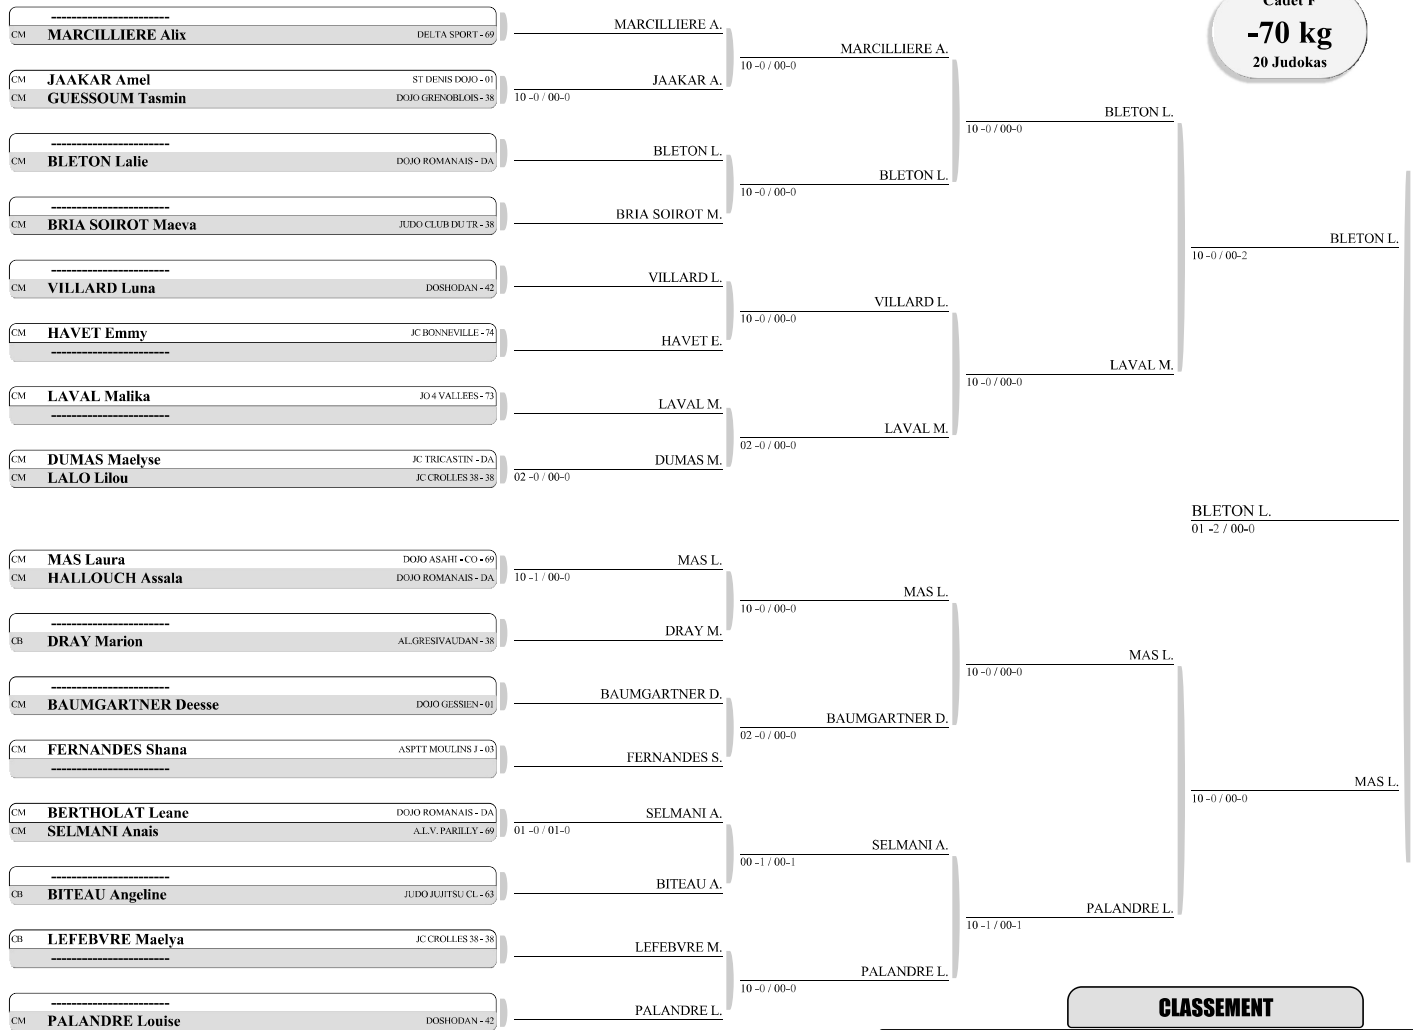 Cadet F
-70 kg
20 Judokas
-----------------------
CM MARCILLIERE Alix DELTA SPORT - 69
CM JAAKAR Amel ST DENIS DOJO - 01
CM GUESSOUM Tasmin DOJO GRENOBLOIS - 38
-----------------------
CM BLETON Lalie DOJO ROMANAIS - DA
-----------------------
CM BRIA SOIROT Maeva JUDO CLUB DU TR - 38
-----------------------
CM VILLARD Luna DOSHODAN - 42
CM HAVET Emmy JC BONNEVILLE - 74
-----------------------
CM LAVAL Malika JO 4 VALLEES - 73
-----------------------
CM DUMAS Maelyse JC TRICASTIN - DA
CM LALO Lilou JC CROLLES 38 - 38
CM MAS Laura DOJO ASAHI - CO - 69
CM HALLOUCH Assala DOJO ROMANAIS - DA
-----------------------
CB DRAY Marion AL.GRESIVAUDAN - 38
-----------------------
CM BAUMGARTNER Deesse DOJO GESSIEN - 01
CM FERNANDES Shana ASPTT MOULINS J - 03
-----------------------
CM BERTHOLAT Leane DOJO ROMANAIS - DA
CM SELMANI Anais A.L.V. PARILLY - 69
-----------------------
CB BITEAU Angeline JUDO JUJITSU CL - 63
CB LEFEBVRE Maelya JC CROLLES 38 - 38
-----------------------
-----------------------
CM PALANDRE Louise DOSHODAN - 42
MARCILLIERE A.
JAAKAR A.
10 -0 / 00-0
BLETON L.
BRIA SOIROT M.
VILLARD L.
HAVET E.
LAVAL M.
DUMAS M.
02 -0 / 00-0
MAS L.
10 -1 / 00-0
DRAY M.
BAUMGARTNER D.
FERNANDES S.
SELMANI A.
01 -0 / 01-0
BITEAU A.
LEFEBVRE M.
PALANDRE L.
MARCILLIERE A.
10 -0 / 00-0
BLETON L.
10 -0 / 00-0
VILLARD L.
10 -0 / 00-0
LAVAL M.
02 -0 / 00-0
MAS L.
10 -0 / 00-0
BAUMGARTNER D.
02 -0 / 00-0
SELMANI A.
00 -1 / 00-1
PALANDRE L.
10 -0 / 00-0
BLETON L.
10 -0 / 00-0
LAVAL M.
10 -0 / 00-0
MAS L.
10 -0 / 00-0
PALANDRE L.
10 -1 / 00-1
BLETON L.
10 -0 / 00-2
BLETON L.
01 -2 / 00-0
MAS L.
10 -0 / 00-0
CLASSEMENT